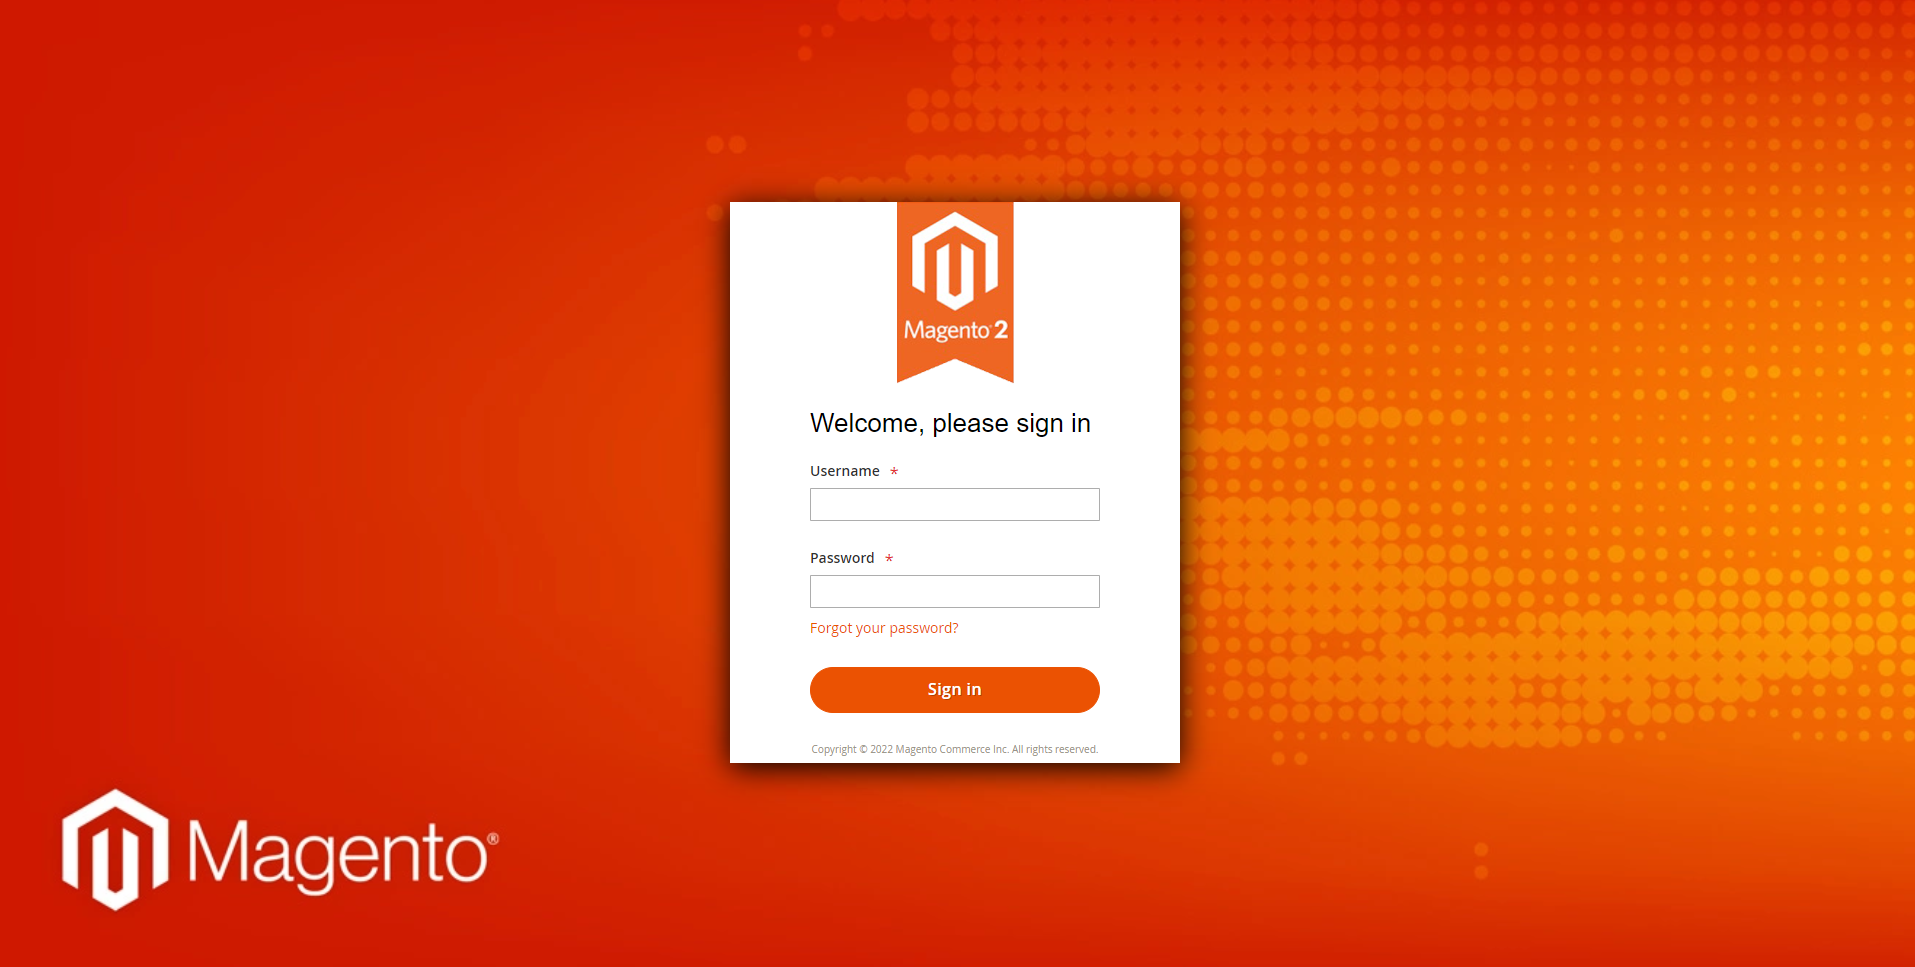 Magento 2
Welcome, please sign in
Username *
Password *
Forgot your password?
Sign in
Copyright © 2022 Magento Commerce Inc. All rights reserved.
Magento®